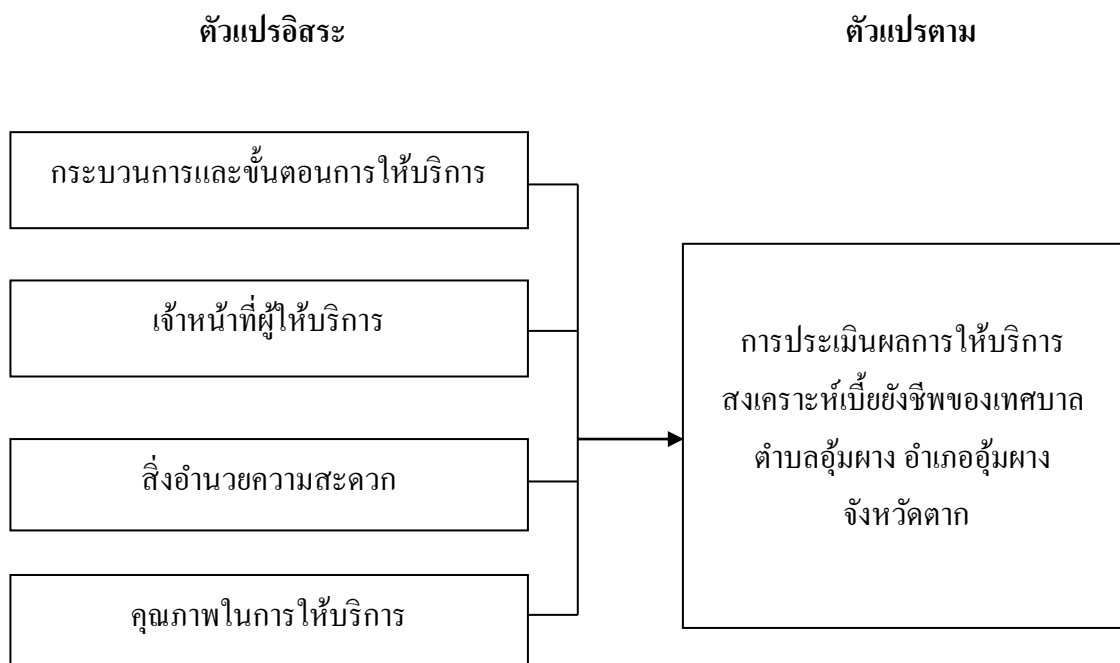 ตัวแปรอิสระ
ตัวแปรตาม
กระบวนการและขั้นตอนการให้บริการ
เจ้าหน้าที่ผู้ให้บริการ
สิ่งอำนวยความสะดวก
คุณภาพในการให้บริการ
การประเมินผลการให้บริการ
สงเคราะห์เบี้ยยังชีพของเทศบาล
ตำบลอุ้มผาง อำเภออุ้มผาง
จังหวัดตาก